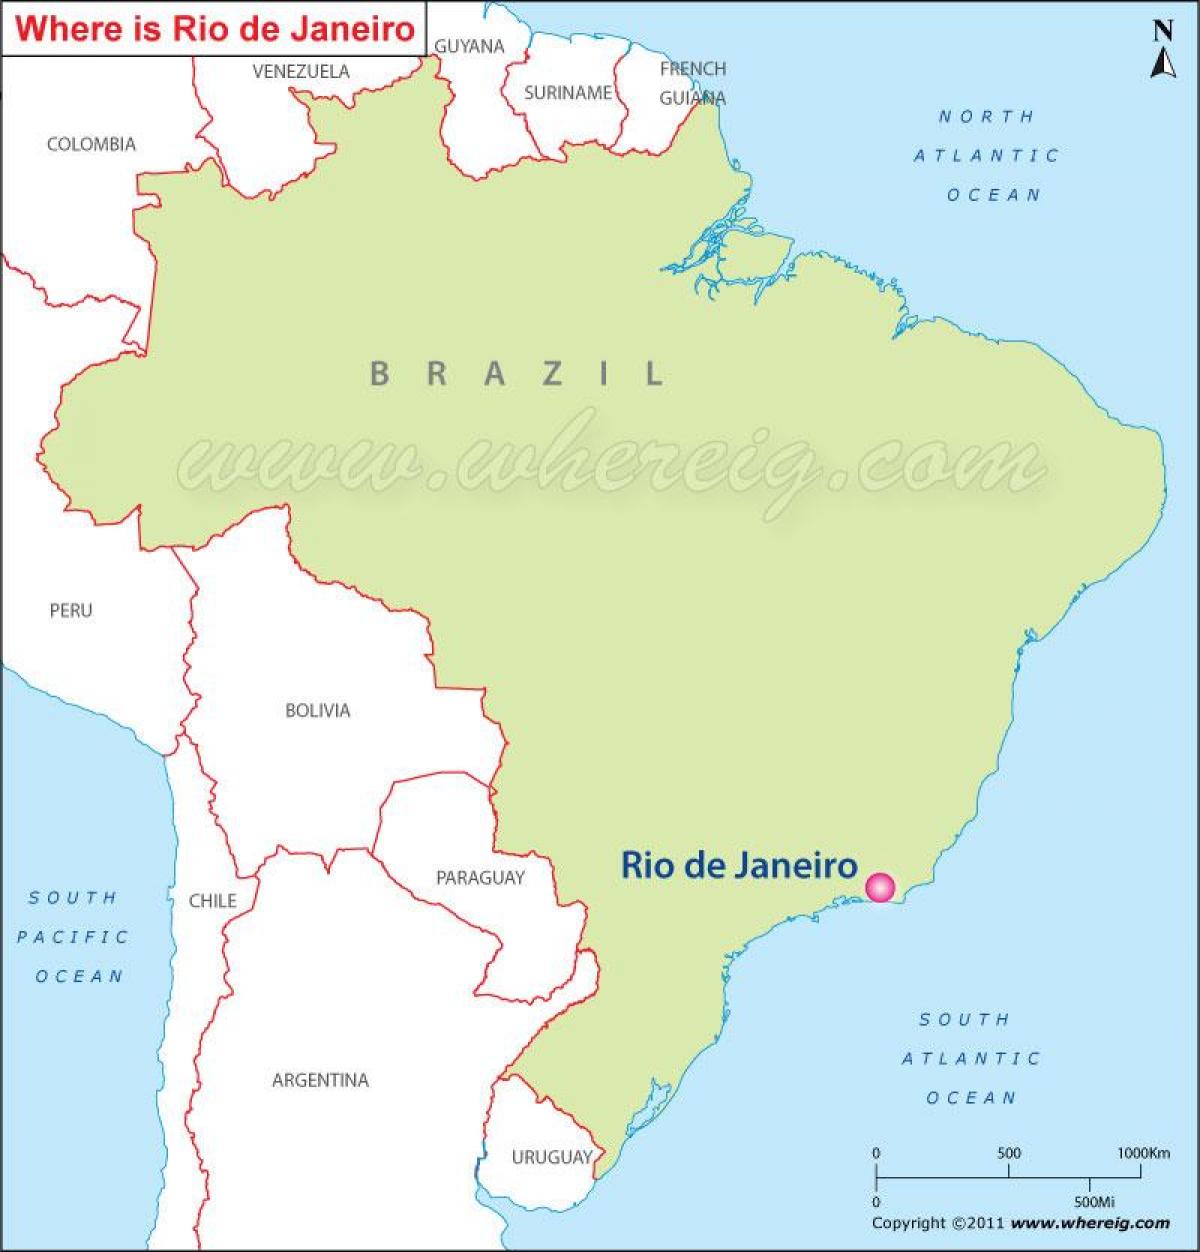 Where is Rio de Janeiro
N
GUYANA
VENEZUELA
SURINAME
FRENCH
GUIANA
COLOMBIA
NORTH
ATLANTIC
OCEAN
BRAZIL
www.whereig.com
PERU
BOLIVIA
Rio de Janeiro
PARAGUAY
CHILE
SOUTH
PACIFIC
OCEAN
SOUTH
ATLANTIC
OCEAN
ARGENTINA
URUGUAY
0 500 1000Km
0 500Mi
Copyright ©2011 www.whereig.com